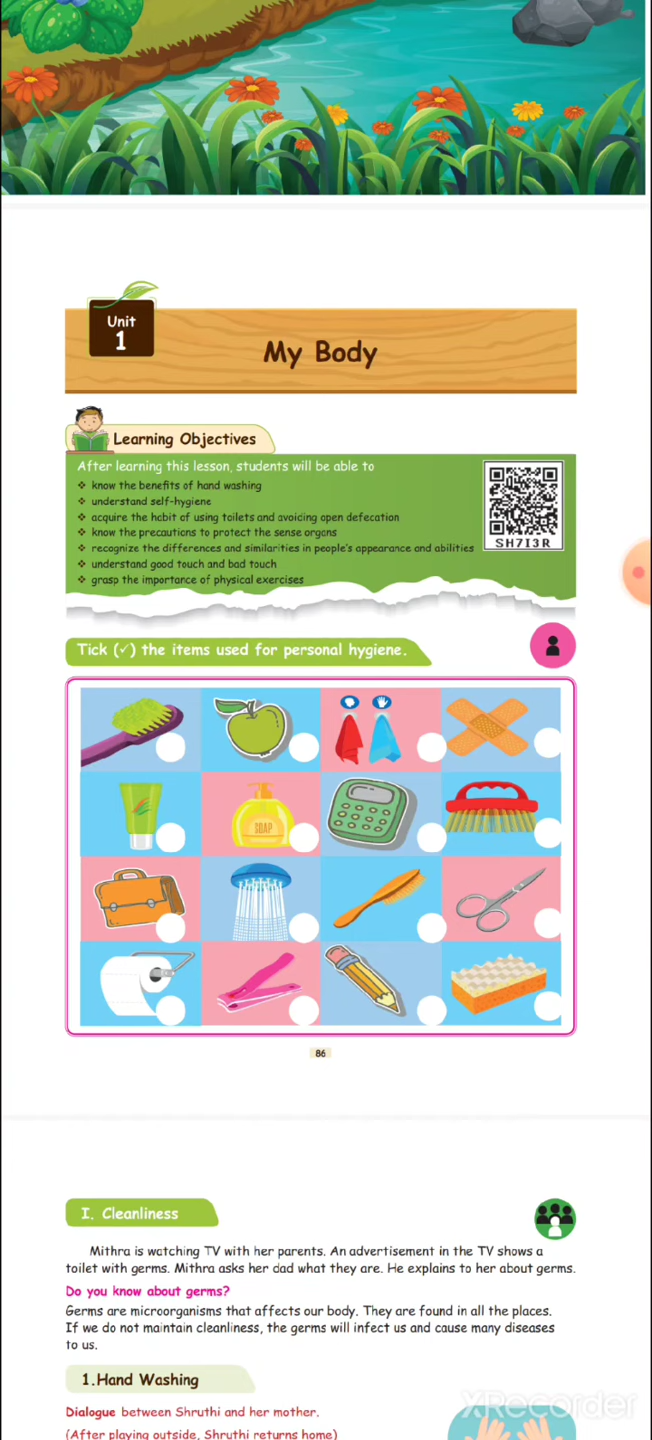 Unit
1
My Body
Learning Objectives
After learning this lesson, students will be able to
❖ know the benefits of hand washing
❖ understand self-hygiene
❖ acquire the habit of using toilets and avoiding open defecation
❖ know the precautions to protect the sense organs
❖ recognize the differences and similarities in people's appearance and abilities
❖ understand good touch and bad touch
❖ grasp the importance of physical exercises
SH7I3R
Tick (✓) the items used for personal hygiene.
SOAP
86
I. Cleanliness
Mithra is watching TV with her parents. An advertisement in the TV shows a
toilet with germs. Mithra asks her dad what they are. He explains to her about germs.
Do you know about germs?
Germs are microorganisms that affects our body. They are found in all the places.
If we do not maintain cleanliness, the germs will infect us and cause many diseases
to us.
1.Hand Washing
Dialogue between Shruthi and her mother.
(After playing outside, Shruthi returns home)
XRecorder